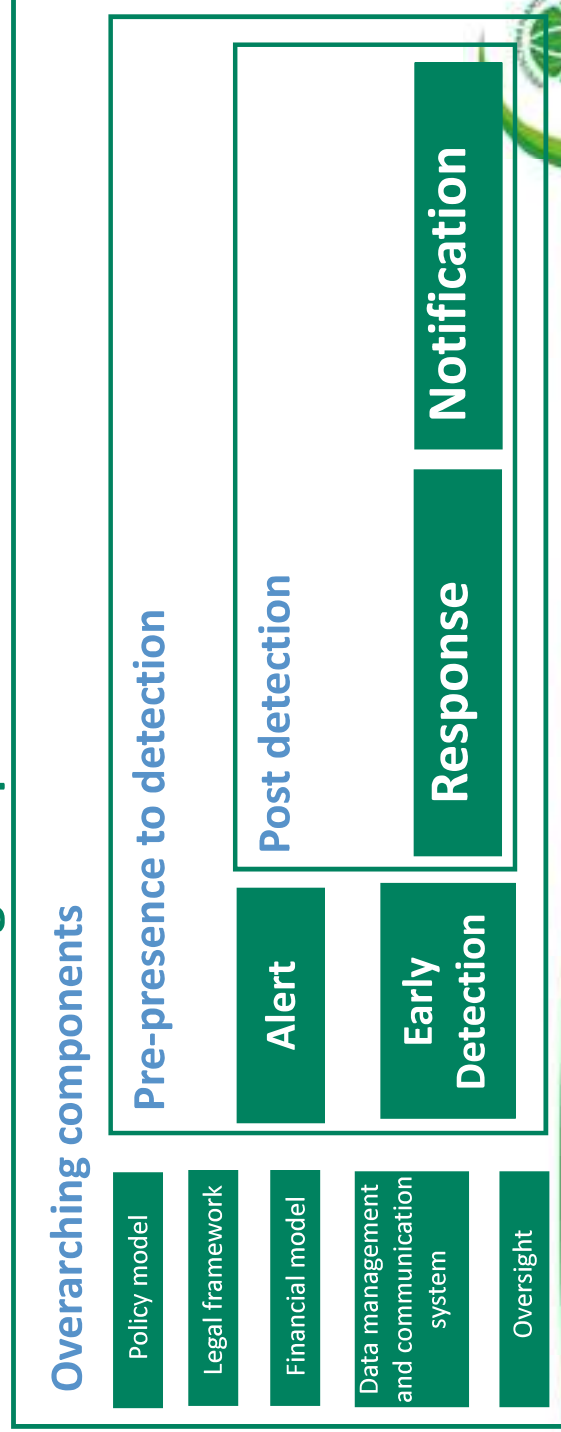 Overarching components
Policy model
Legal framework
Financial model
Data management
and communication
system
Oversight
Pre-presence to detection
Alert
Early
Detection
Post detection
Response
Notification